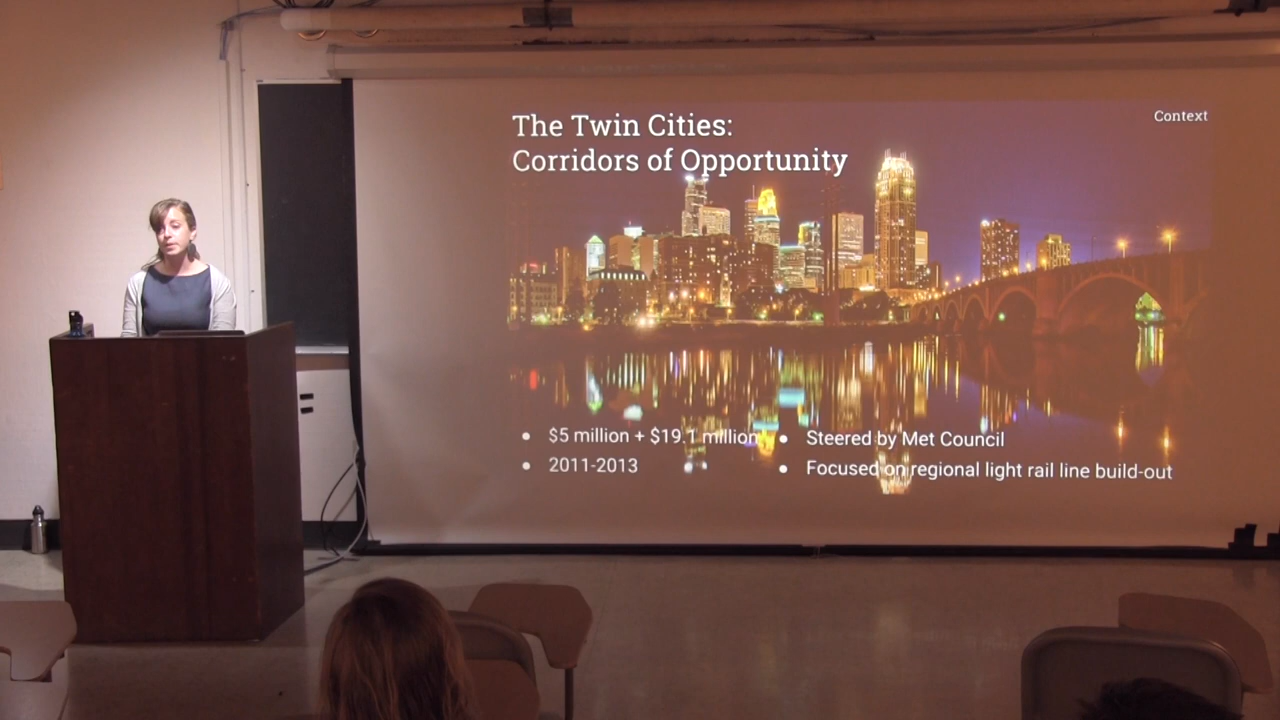 The Twin Cities:
Corridors of Opportunity
Context
● $5 million + $19.1 million
● 2011-2013
● Steered by Met Council
● Focused on regional light rail line build-out